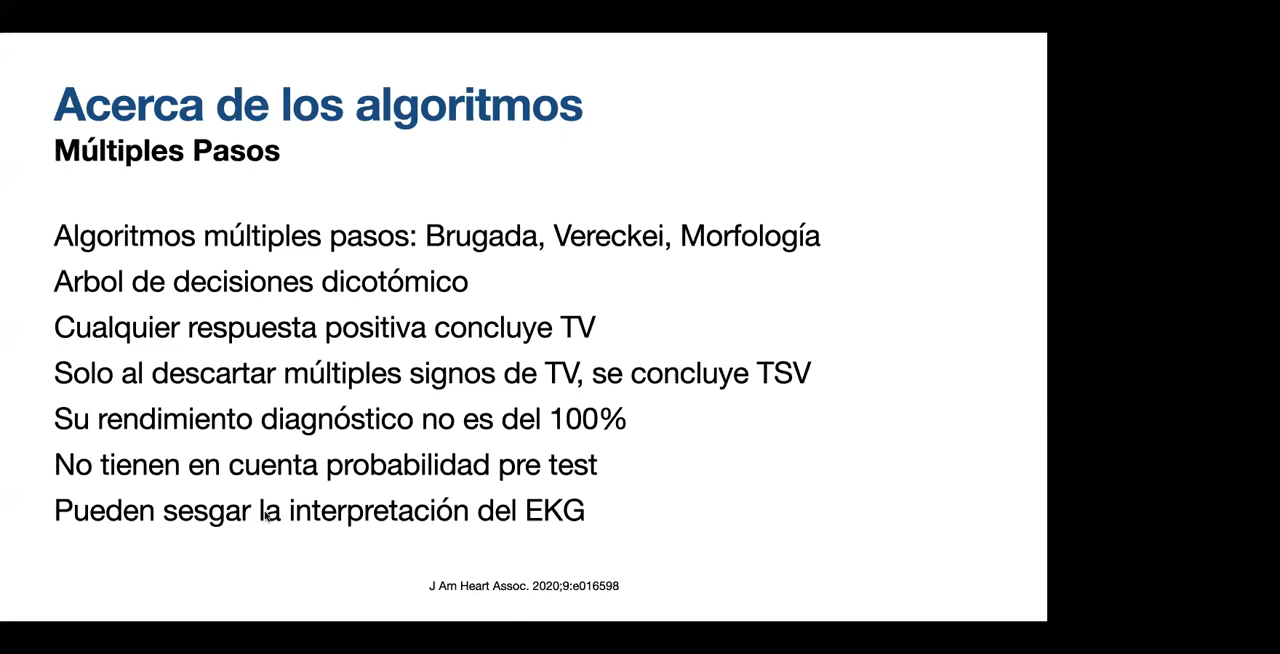 Acerca de los algoritmos
Múltiples Pasos
Algoritmos múltiples pasos: Brugada, Vereckei, Morfología
Arbol de decisiones dicotómico
Cualquier respuesta positiva concluye TV
Solo al descartar múltiples signos de TV, se concluye TSV
Su rendimiento diagnóstico no es del 100%
No tienen en cuenta probabilidad pre test
Pueden sesgar la interpretación del EKG
J Am Heart Assoc. 2020;9:e016598